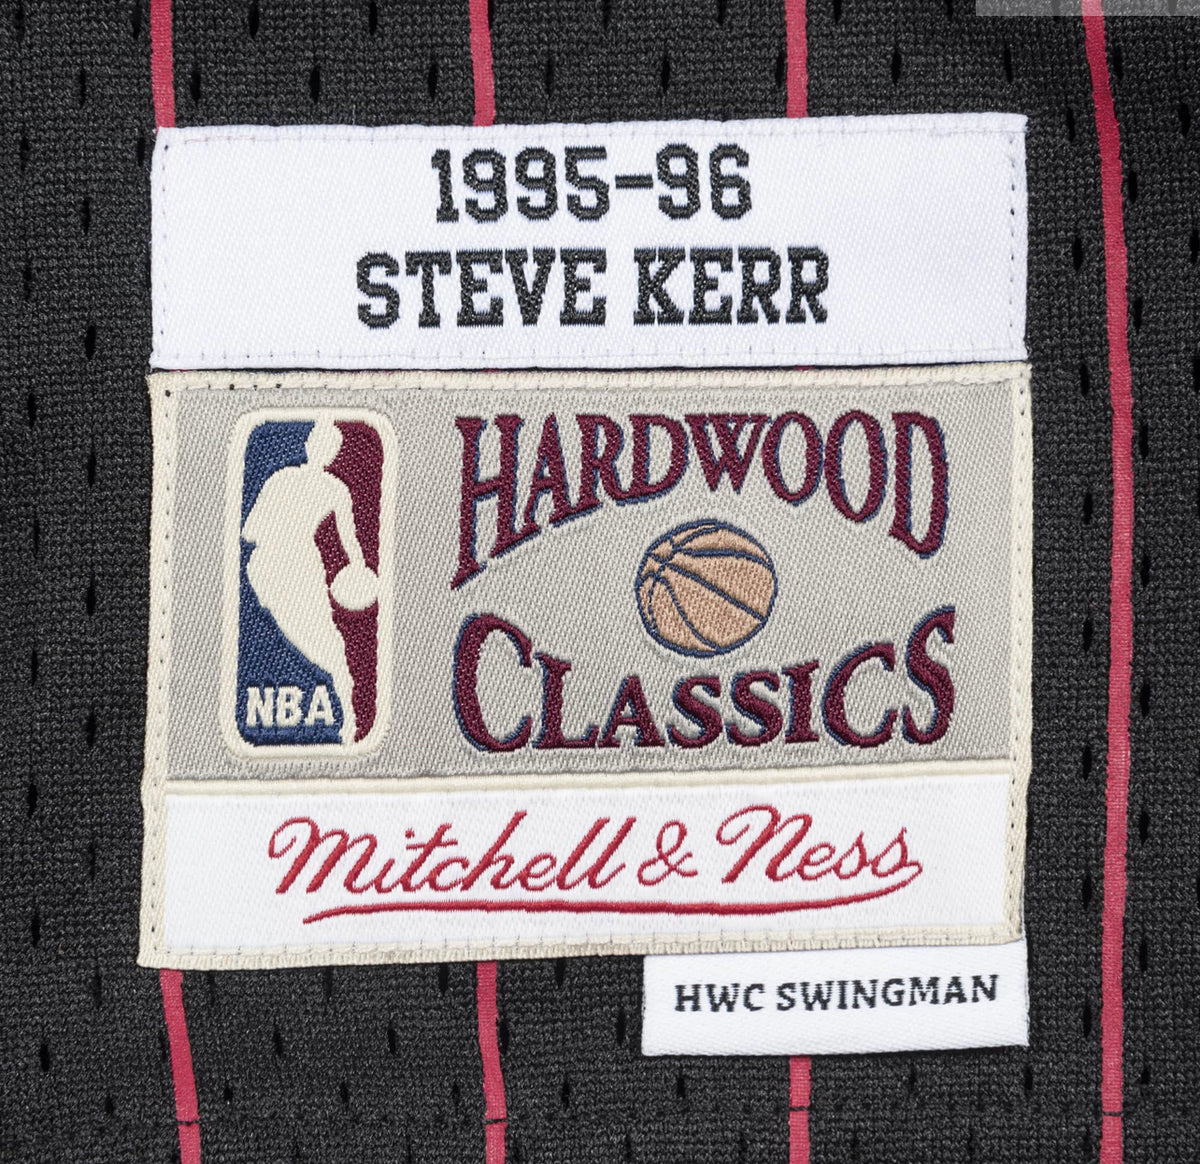 1995-96
STEVE KERR
HARDWOOD
CLASSICS
NBA
Mitchell & Ness
HWC SWINGMAN